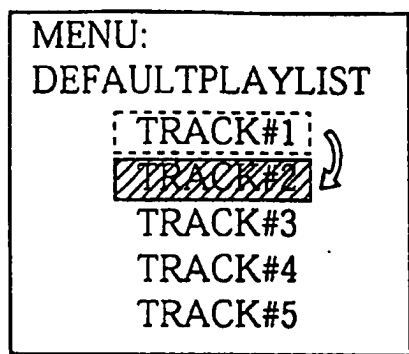 MENU:
DEFAULTPLAYLIST
TRACK#1
TRACK#2
TRACK#3
TRACK#4
TRACK#5